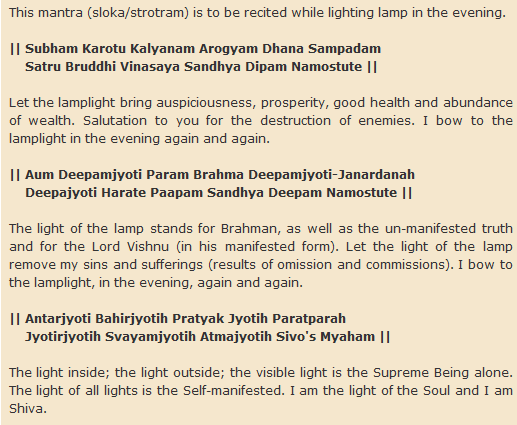 This mantra (sloka/strotram) is to be recited while lighting lamp in the evening.
|| Subham Karotu Kalyanam Arogyam Dhana Sampadam
Satru Bruddhi Vinasaya Sandhya Dipam Namostute ||
Let the lamplight bring auspiciousness, prosperity, good health and abundance
of wealth. Salutation to you for the destruction of enemies. I bow to the
lamplight in the evening again and again.
|| Aum Deepamjyoti Param Brahma Deepamjyoti-Janardanah
Deepajyoti Harate Paapam Sandhya Deepam Namostute ||
The light of the lamp stands for Brahman, as well as the un-manifested truth
and for the Lord Vishnu (in his manifested form). Let the light of the lamp
remove my sins and sufferings (results of omission and commissions). I bow to
the lamplight, in the evening, again and again.
|| Antarjyoti Bahirjyotih Pratyak Jyotih Paratparah
Jyotirjyotih Svayamjyotih Atmajyotih Sivo's Myaham ||
The light inside; the light outside; the visible light is the Supreme Being alone.
The light of all lights is the Self-manifested. I am the light of the Soul and I am
Shiva.